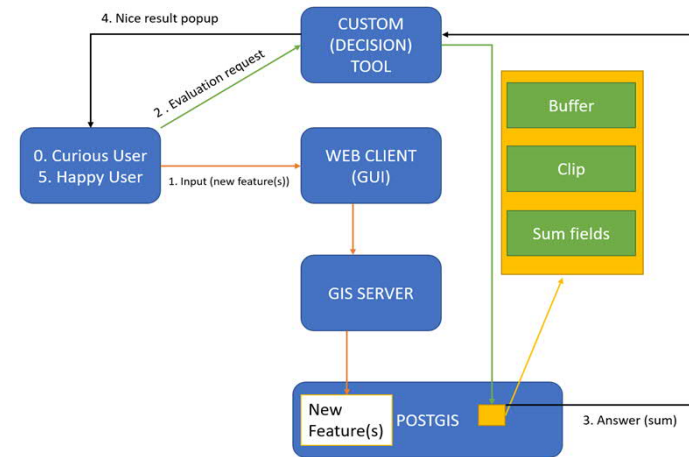 4. Nice result popup
CUSTOM
(DECISION)
TOOL
2 . Evaluation request
Buffer
0. Curious User
5. Happy User
1. Input (new feature(s))
WEB CLIENT
(GUI)
Clip
Sum fields
GIS SERVER
New
Feature(s)
POSTGIS
3. Answer (sum)